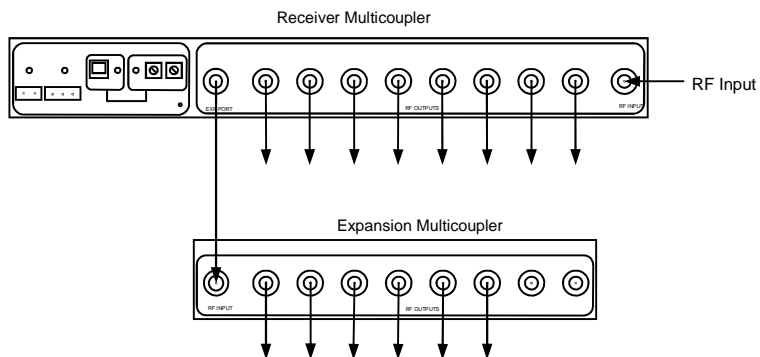 Receiver Multicoupler
EXP PORT
RF OUTPUTS
RF INPUT
RF Input
Expansion Multicoupler
RF INPUT
RF OUTPUTS